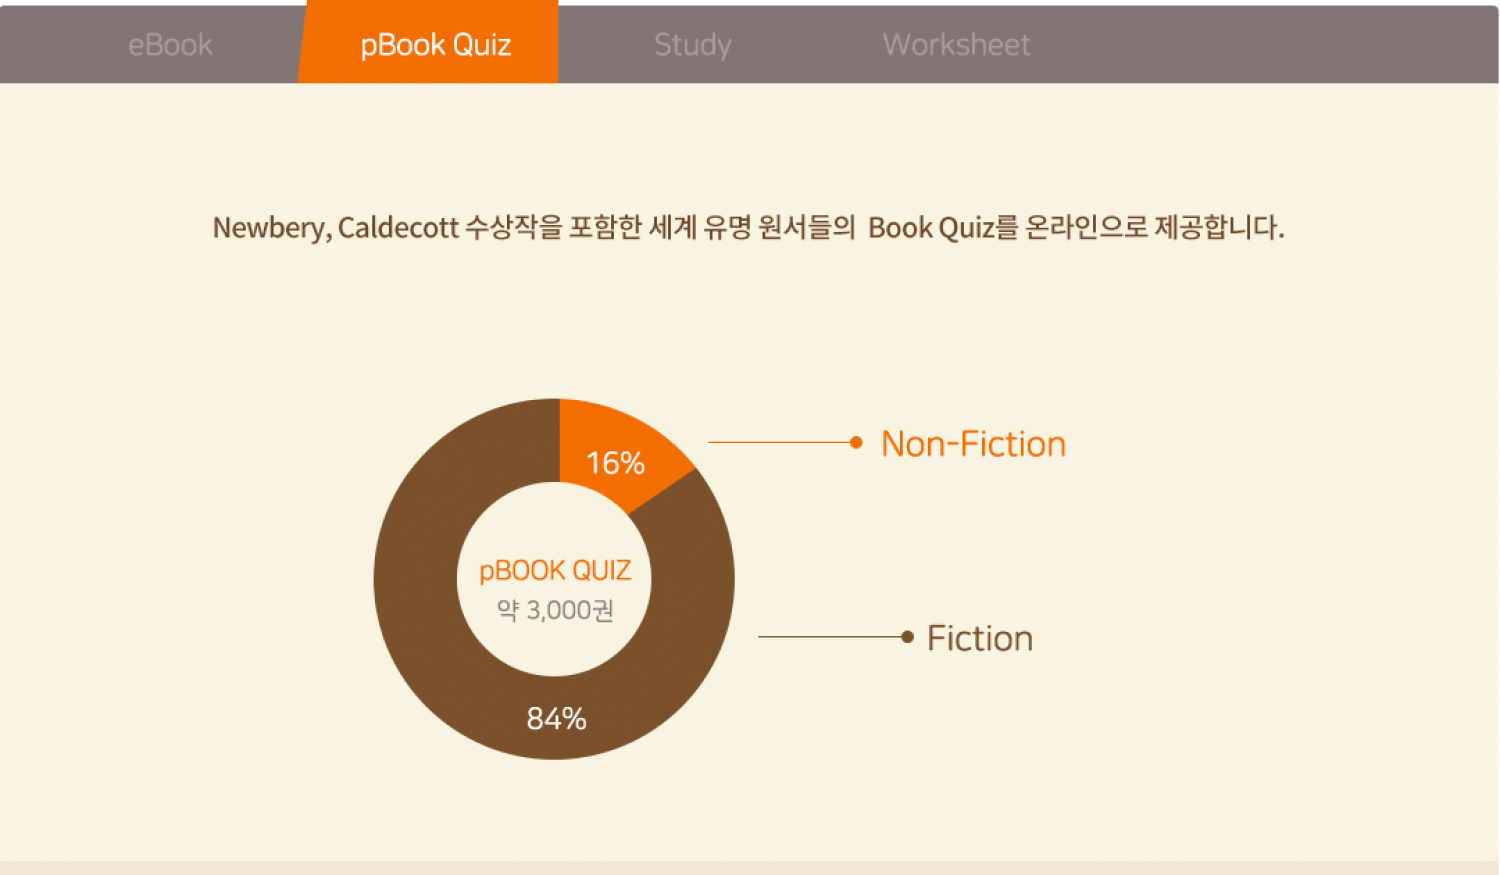 eBook
pBook Quiz
Study
Worksheet
Newbery, Caldecott 수상작을 포함한 세계 유명 원서들의 Book Quiz를 온라인으로 제공합니다.
16%
Non-Fiction
pBOOK QUIZ
약 3,000권
Fiction
84%